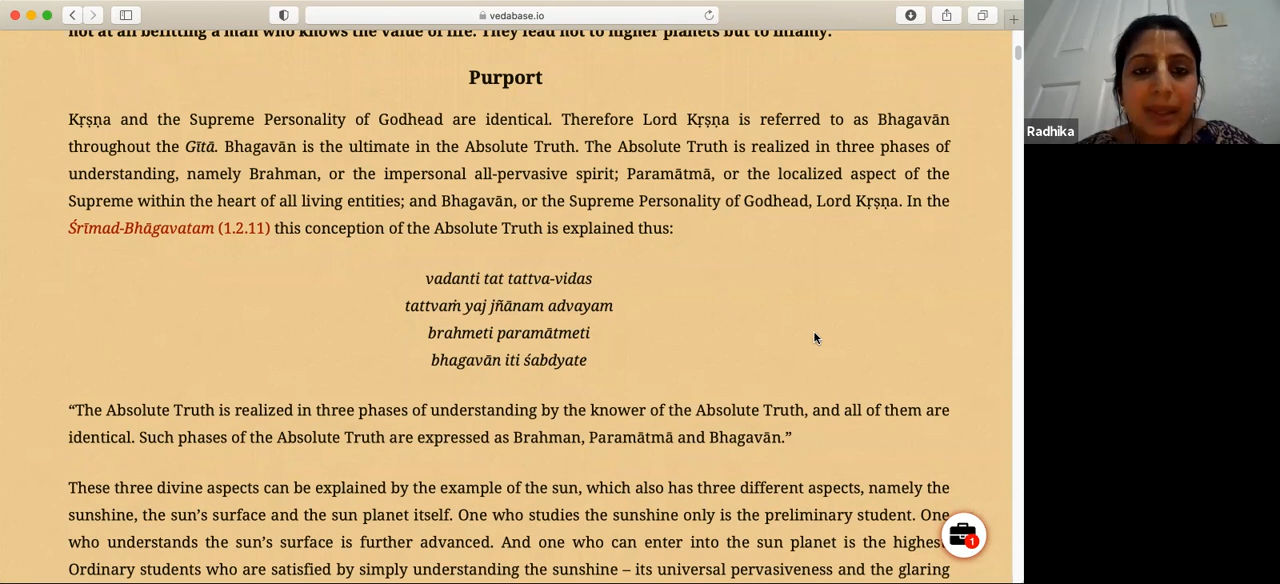 vedabase.io
not at all befitting a man who knows the value of life. They lead not to higher planets but to infamy.
Purport
Kṛṣṇa and the Supreme Personality of Godhead are identical. Therefore Lord Kṛṣṇa is referred to as Bhagavān
throughout the Gītā. Bhagavān is the ultimate in the Absolute Truth. The Absolute Truth is realized in three phases of
understanding, namely Brahman, or the impersonal all-pervasive spirit; Paramātmā, or the localized aspect of the
Supreme within the heart of all living entities; and Bhagavān, or the Supreme Personality of Godhead, Lord Kṛṣṇa. In the
Śrīmad-Bhāgavatam (1.2.11) this conception of the Absolute Truth is explained thus:
vadanti tat tattva-vidas
tattvaṁ yaj jñānam advayam
brahmeti paramātmeti
bhagavān iti śabdyate
“The Absolute Truth is realized in three phases of understanding by the knower of the Absolute Truth, and all of them are
identical. Such phases of the Absolute Truth are expressed as Brahman, Paramātmā and Bhagavān.”
These three divine aspects can be explained by the example of the sun, which also has three different aspects, namely the
sunshine, the sun’s surface and the sun planet itself. One who studies the sunshine only is the preliminary student. One
who understands the sun’s surface is further advanced. And one who can enter into the sun planet is the highest.
Ordinary students who are satisfied by simply understanding the sunshine – its universal pervasiveness and the glaring
1
Radhika